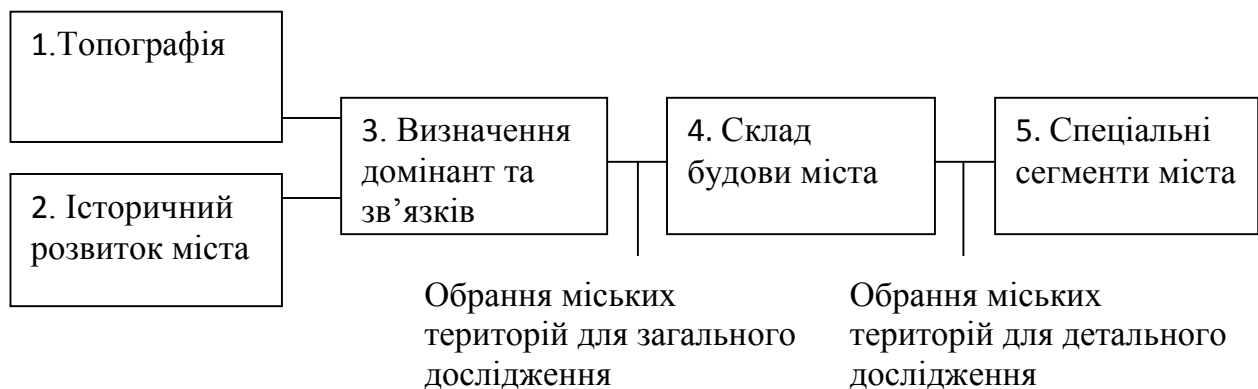 1.Топографія
2. Історичний
розвиток міста
3. Визначення
домінант та
зв’язків
4. Склад
будови міста
5. Спеціальні
сегменти міста
Обрання міських
територій для загального
дослідження
Обрання міських
територій для детального
дослідження